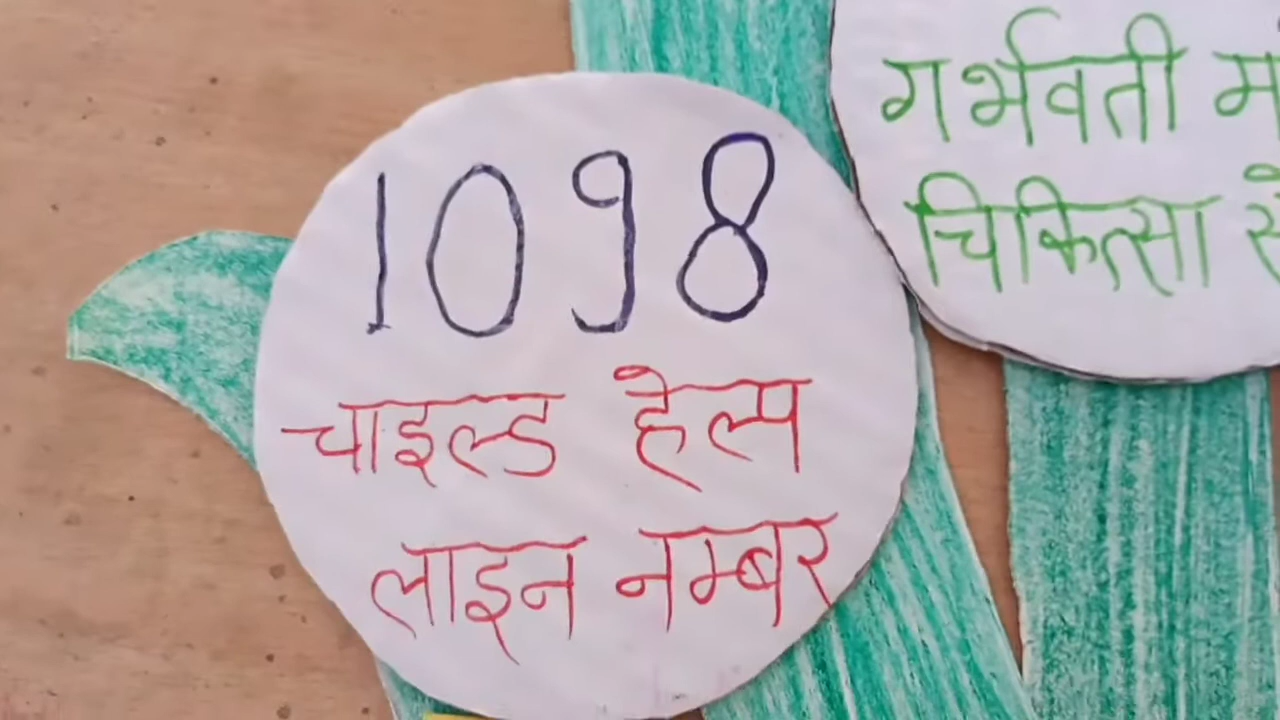 1098
चाइल्ड हेल्प
लाइन नम्बर
गर्भवती
चिकित्सा